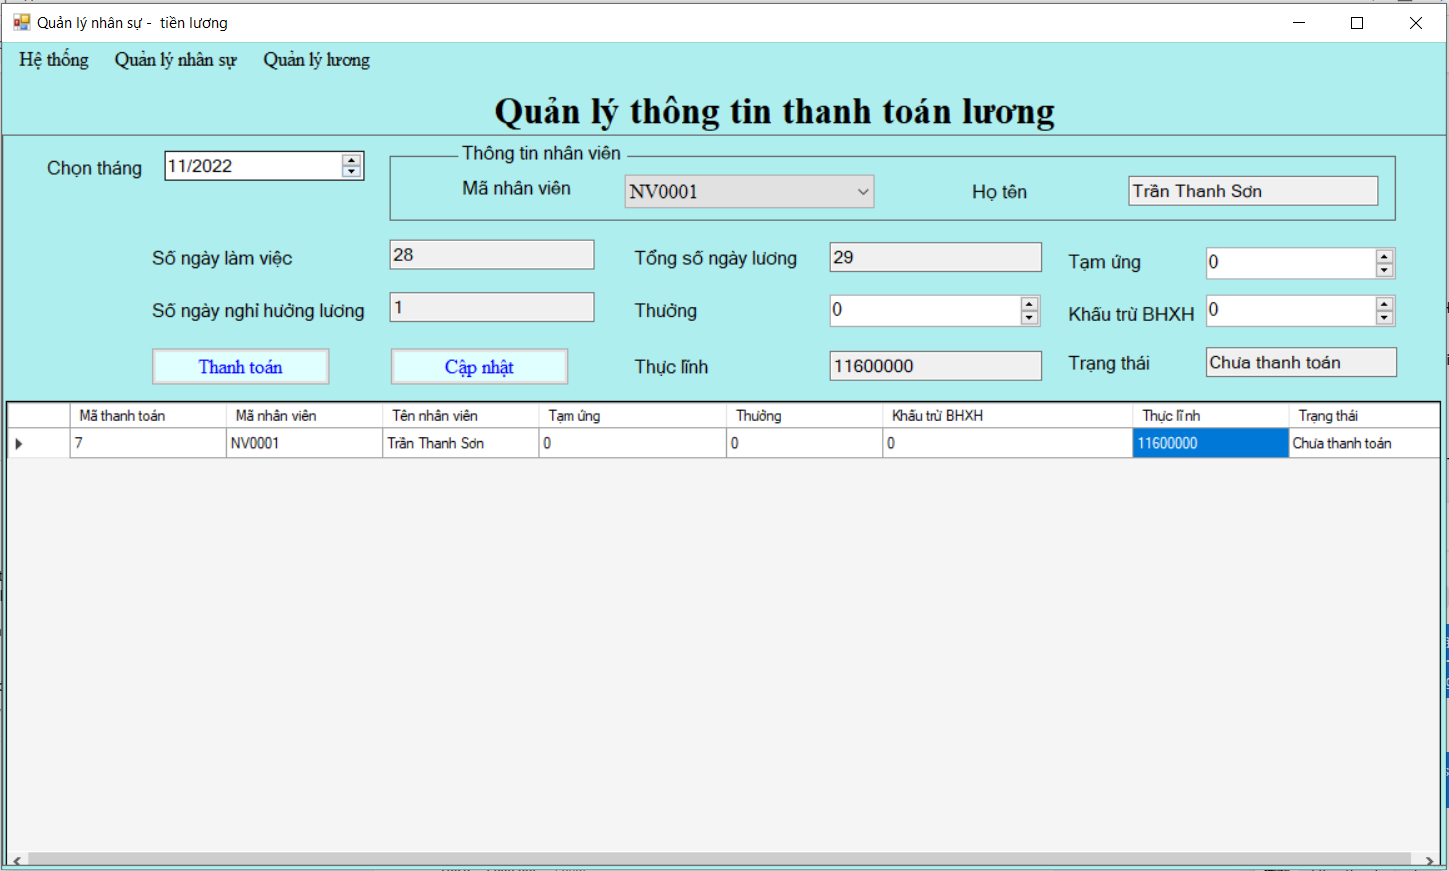 Quản lý nhân sự -  tiền lương
Hệ thống Quản lý nhân sự Quản lý lương
Quản lý thông tin thanh toán lương
Chọn tháng 11/2022
Thông tin nhân viên
Mã nhân viên NV0001 Họ tên Trần Thanh Sơn
Số ngày làm việc 28 Tổng số ngày lương 29 Tạm ứng 0
Số ngày nghỉ hưởng lương 1 Thưởng 0 Khấu trừ BHXH 0
Thanh toán Cập nhật Thực lĩnh 11600000 Trạng thái Chưa thanh toán
Mã thanh toán Mã nhân viên Tên nhân viên Tạm ứng Thưởng Khấu trừ BHXH Thực lĩnh Trạng thái
7 NV0001 Trần Thanh Sơn 0 0 0 11600000 Chưa thanh toán